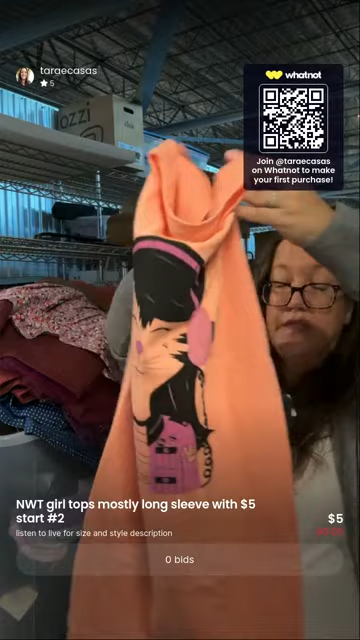 taraecasas
★ 5
whatnot
Join @taraecasas
on Whatnot to make
your first purchase!
ozzi
NWT girl tops mostly long sleeve with $5
start #2
$5
listen to live for size and style description
0 bids